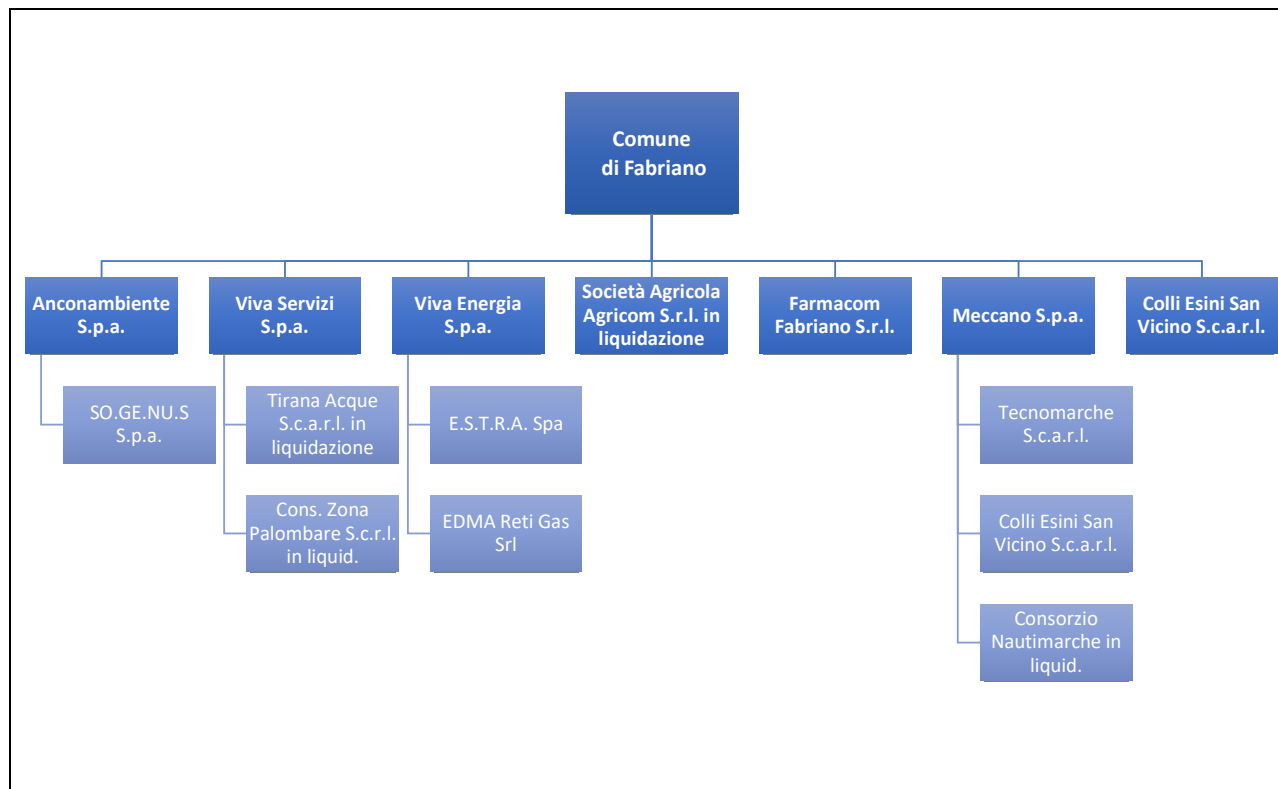 Comune
di Fabriano
Anconambiente
S.p.a.
Viva Servizi
S.p.a.
Viva Energia
S.p.a.
Società Agricola
Agricom S.r.l. in
liquidazione
Farmacom
Fabriano S.r.l.
Meccano S.p.a.
Colli Esini San
Vicino S.c.a.r.l.
SO.GE.NU.S
S.p.a.
Tirana Acque
S.c.a.r.l. in
liquidazione
Cons. Zona
Palombare S.c.r.l.
in liquid.
E.S.T.R.A. Spa
EDMA Reti Gas
Srl
Tecnomarche
S.c.a.r.l.
Colli Esini San
Vicino S.c.a.r.l.
Consorzio
Nautimarche in
liquid.